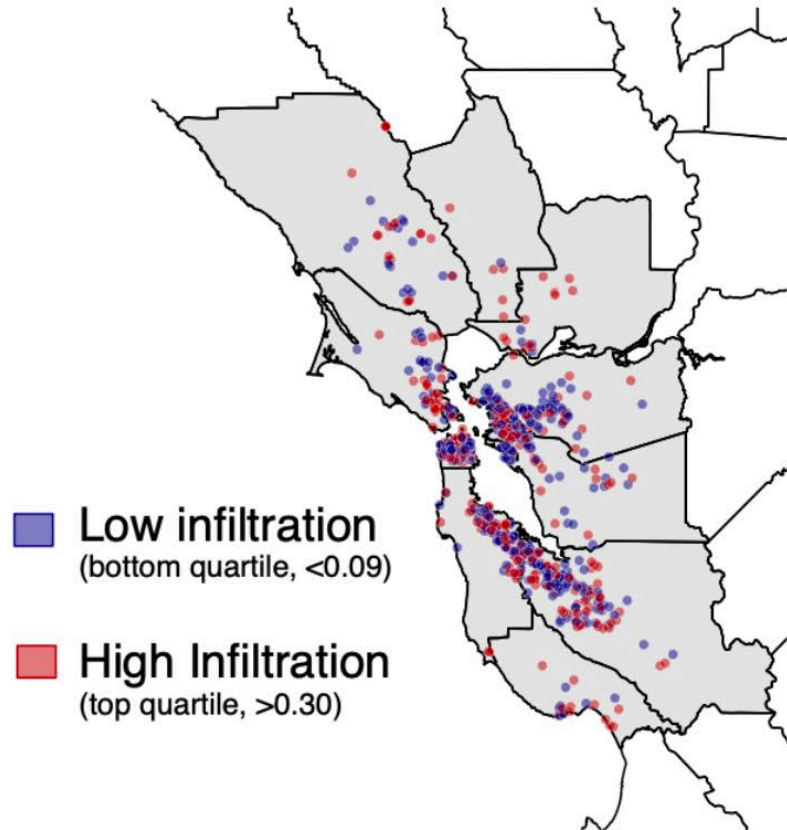 Low infiltration
(bottom quartile, <0.09)
High Infiltration
(top quartile, >0.30)